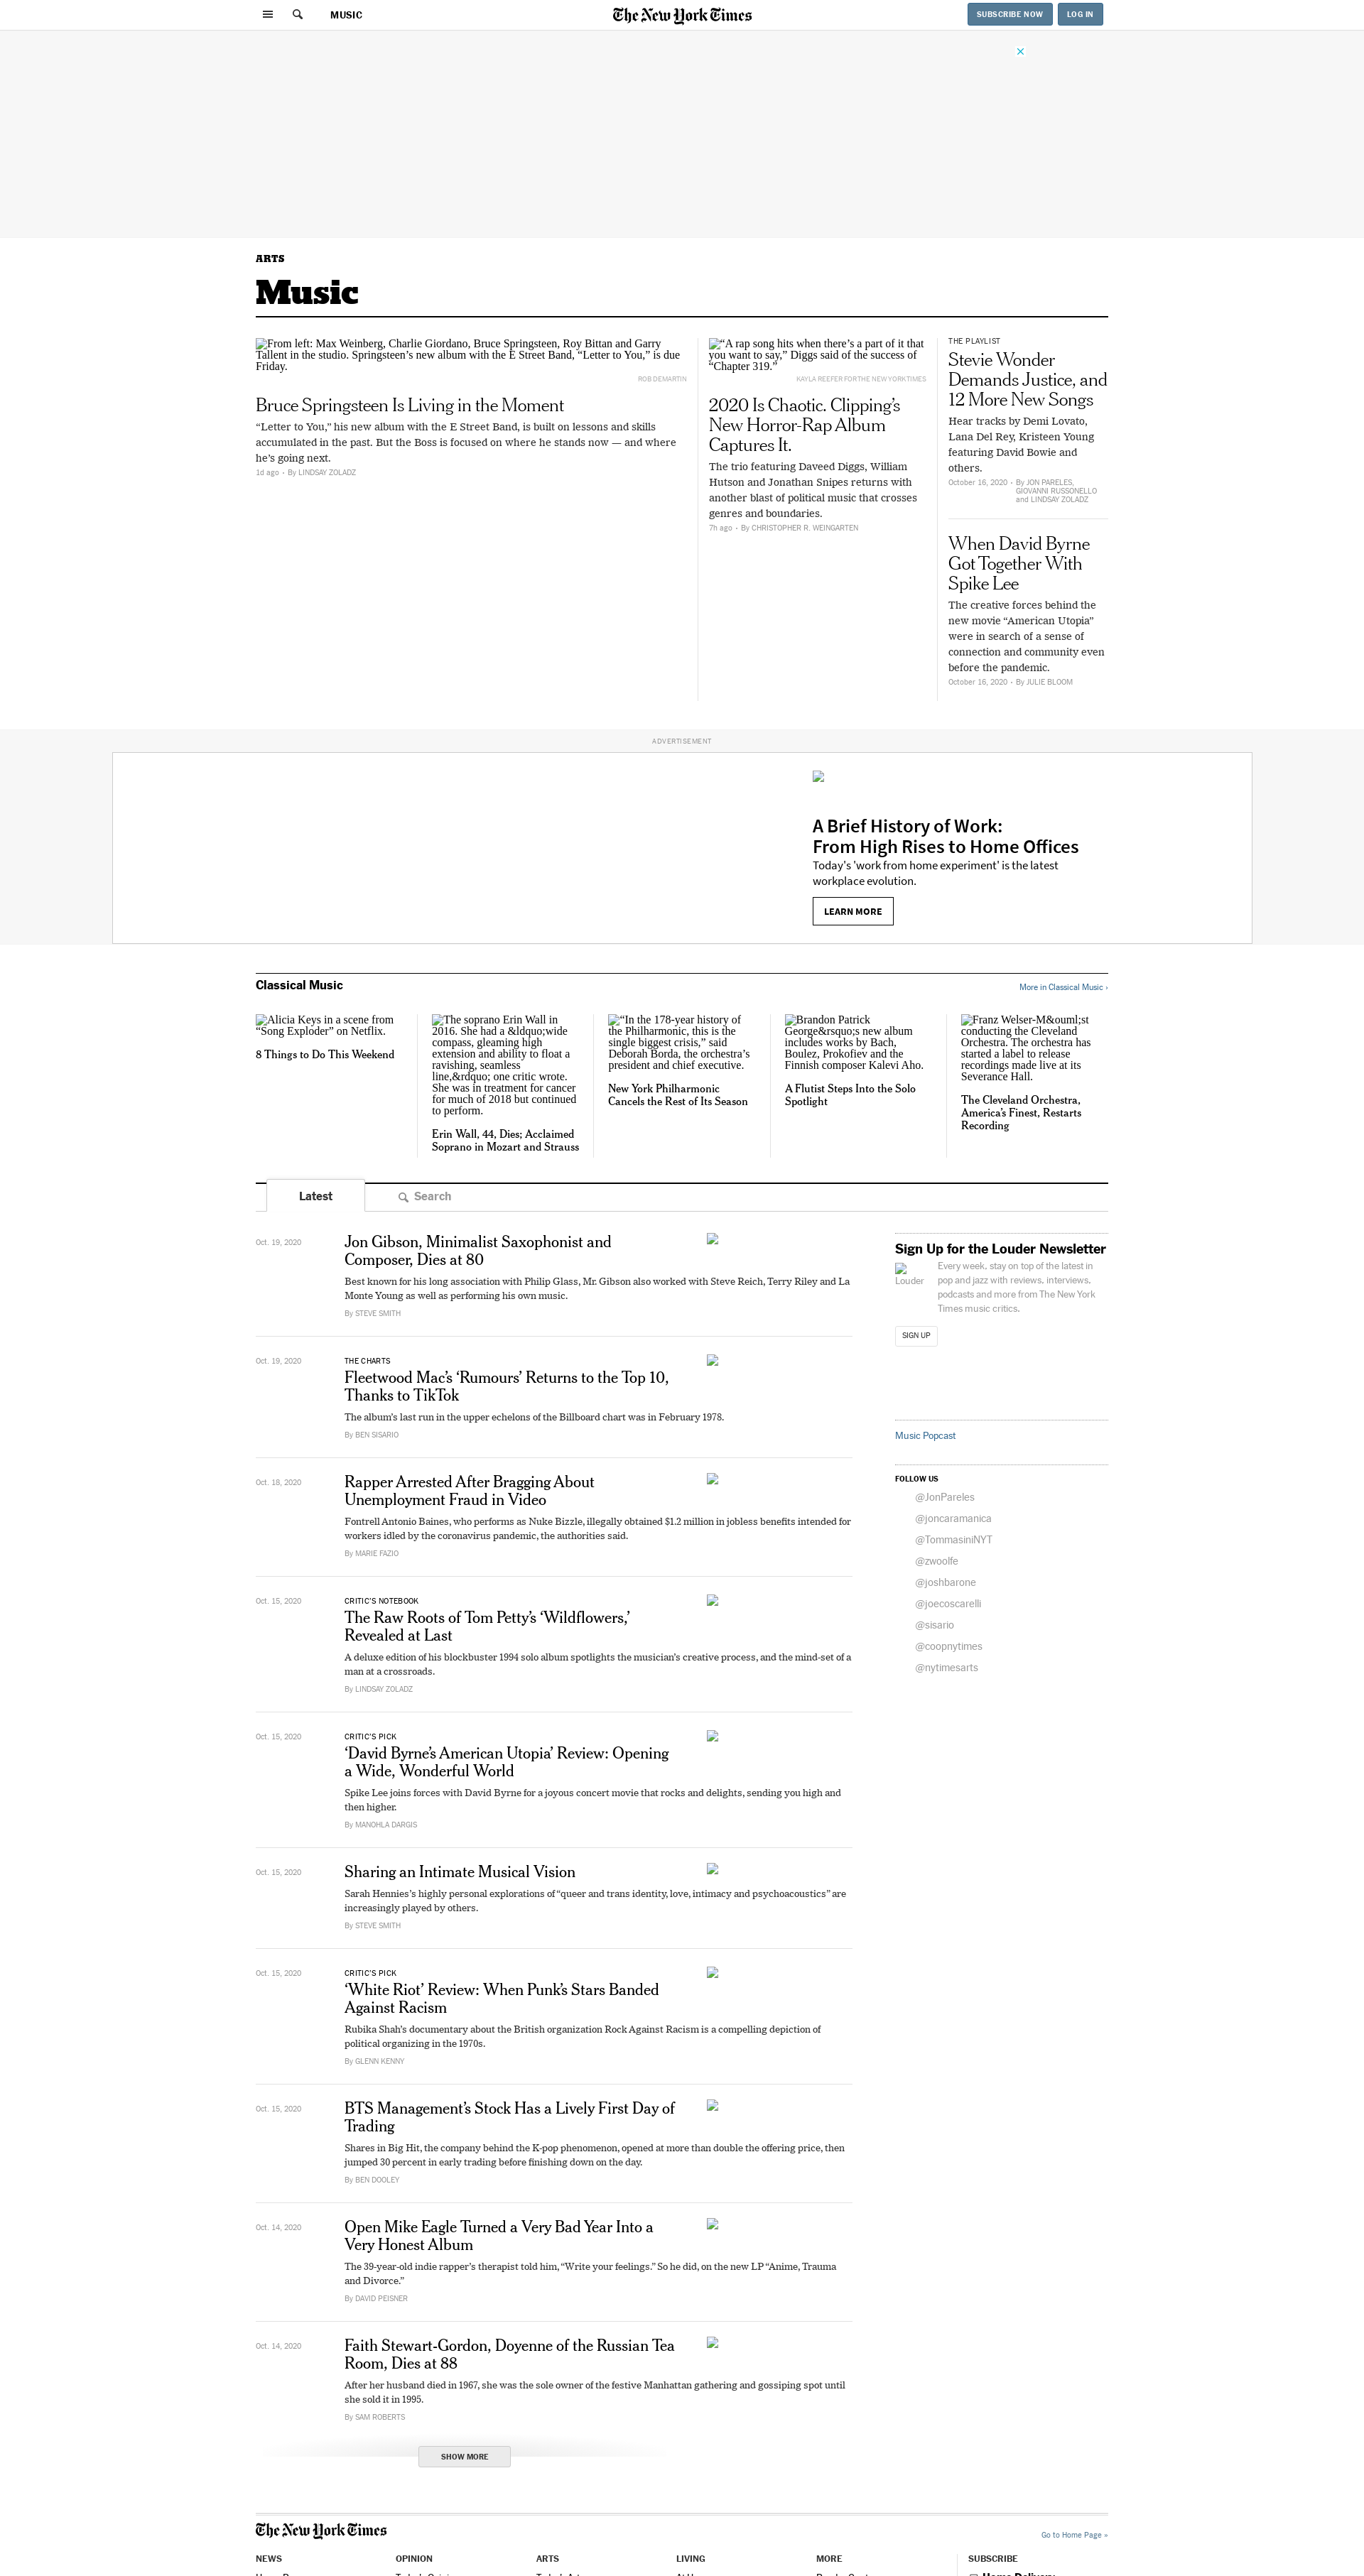 MUSIC
The New York Times
SUBSCRIBE NOW
LOG IN
ARTS
Music
From left: Max Weinberg, Charlie Giordano, Bruce Springsteen, Roy Bittan and Garry
Tallent in the studio. Springsteen's new album with the E Street Band, “Letter to You,” is due
Friday.
ROB DEMARTIN
Bruce Springsteen Is Living in the Moment
“Letter to You,” his new album with the E Street Band, is built on lessons and skills
accumulated in the past. But the Boss is focused on where he stands now — and where
he’s going next.
1d ago • By LINDSAY ZOLADZ
“A rap song hits when there’s a part of it that
you want to say,” Diggs said of the success of
“Chapter 319.”
KAYLA REEFER FOR THE NEW YORK TIMES
2020 Is Chaotic. Clipping’s
New Horror-Rap Album
Captures It.
The trio featuring Daveed Diggs, William
Hutson and Jonathan Snipes returns with
another blast of political music that crosses
genres and boundaries.
7h ago • By CHRISTOPHER R. WEINGARTEN
THE PLAYLIST
Stevie Wonder
Demands Justice, and
12 More New Songs
Hear tracks by Demi Lovato,
Lana Del Rey, Kristeen Young
featuring David Bowie and
others.
October 16, 2020 • By JON PARELES,
GIOVANNI RUSSONELLO
and LINDSAY ZOLADZ
When David Byrne
Got Together With
Spike Lee
The creative forces behind the
new movie “American Utopia”
were in search of a sense of
connection and community even
before the pandemic.
October 16, 2020 • By JULIE BLOOM
ADVERTISEMENT
A Brief History of Work:
From High Rises to Home Offices
Today's 'work from home experiment' is the latest
workplace evolution.
LEARN MORE
Classical Music
More in Classical Music ›
Alicia Keys in a scene from
“Song Exploder” on Netflix.
8 Things to Do This Weekend
The soprano Erin Wall in
2016. She had a &ldquo;wide
compass, gleaming high
extension and ability to float a
ravishing, seamless
line,&rdquo; one critic wrote.
She was in treatment for cancer
for much of 2018 but continued
to perform.
Erin Wall, 44, Dies; Acclaimed
Soprano in Mozart and Strauss
“In the 178-year history of
the Philharmonic, this is the
single biggest crisis,” said
Deborah Borda, the orchestra’s
president and chief executive.
New York Philharmonic
Cancels the Rest of Its Season
Brandon Patrick
George&rsquo;s new album
includes works by Bach,
Boulez, Prokofiev and the
Finnish composer Kalevi Aho.
A Flutist Steps Into the Solo
Spotlight
Franz Welser-M&ouml;st
conducting the Cleveland
Orchestra. The orchestra has
started a label to release
recordings made live at its
Severance Hall.
The Cleveland Orchestra,
America’s Finest, Restarts
Recording
Latest
Search
Oct. 19, 2020
Jon Gibson, Minimalist Saxophonist and
Composer, Dies at 80
Best known for his long association with Philip Glass, Mr. Gibson also worked with Steve Reich, Terry Riley and La
Monte Young as well as performing his own music.
By STEVE SMITH
Oct. 19, 2020
THE CHARTS
Fleetwood Mac’s ‘Rumours’ Returns to the Top 10,
Thanks to TikTok
The album’s last run in the upper echelons of the Billboard chart was in February 1978.
By BEN SISARIO
Oct. 18, 2020
Rapper Arrested After Bragging About
Unemployment Fraud in Video
Fontrell Antonio Baines, who performs as Nuke Bizzle, illegally obtained $1.2 million in jobless benefits intended for
workers idled by the coronavirus pandemic, the authorities said.
By MARIE FAZIO
Oct. 15, 2020
CRITIC’S NOTEBOOK
The Raw Roots of Tom Petty’s ‘Wildflowers,’
Revealed at Last
A deluxe edition of his blockbuster 1994 solo album spotlights the musician’s creative process, and the mind-set of a
man at a crossroads.
By LINDSAY ZOLADZ
Oct. 15, 2020
CRITIC’S PICK
‘David Byrne’s American Utopia’ Review: Opening
a Wide, Wonderful World
Spike Lee joins forces with David Byrne for a joyous concert movie that rocks and delights, sending you high and
then higher.
By MANOHLA DARGIS
Oct. 15, 2020
Sharing an Intimate Musical Vision
Sarah Hennies’s highly personal explorations of “queer and trans identity, love, intimacy and psychoacoustics” are
increasingly played by others.
By STEVE SMITH
Oct. 15, 2020
CRITIC’S PICK
‘White Riot’ Review: When Punk’s Stars Banded
Against Racism
Rubika Shah’s documentary about the British organization Rock Against Racism is a compelling depiction of
political organizing in the 1970s.
By GLENN KENNY
Oct. 15, 2020
BTS Management’s Stock Has a Lively First Day of
Trading
Shares in Big Hit, the company behind the K-pop phenomenon, opened at more than double the offering price, then
jumped 30 percent in early trading before finishing down on the day.
By BEN DOOLEY
Oct. 14, 2020
Open Mike Eagle Turned a Very Bad Year Into a
Very Honest Album
The 39-year-old indie rapper’s therapist told him, “Write your feelings.” So he did, on the new LP “Anime, Trauma
and Divorce.”
By DAVID PEISNER
Oct. 14, 2020
Faith Stewart-Gordon, Doyenne of the Russian Tea
Room, Dies at 88
After her husband died in 1967, she was the sole owner of the festive Manhattan gathering and gossiping spot until
she sold it in 1995.
By SAM ROBERTS
SHOW MORE
Sign Up for the Louder Newsletter
Louder
Every week, stay on top of the latest in
pop and jazz with reviews, interviews,
podcasts and more from The New York
Times music critics.
SIGN UP
Music Popcast
FOLLOW US
@JonPareles
@joncaramanica
@TommasiniNYT
@zwoolfe
@joshbarone
@joecoscarelli
@sisario
@coopnytimes
@nytimesarts
The New York Times
Go to Home Page »
NEWS
OPINION
ARTS
LIVING
MORE
SUBSCRIBE